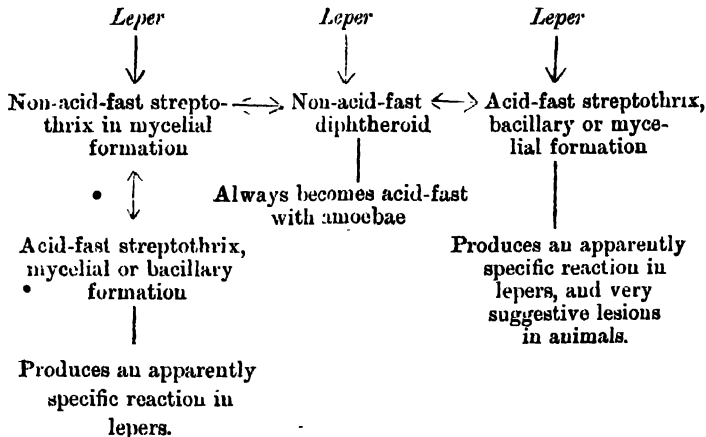 Leper
Leper
Leper
Non-acid-fast strepto-
thrix in mycelial
formation
Non-acid-fast
diphtheroid
Acid-fast streptothrix,
bacillary or myce-
lial formation
Always becomes acid-fast
with amoebae
Acid-fast streptothrix,
mycelial or bacillary
formation
Produces an apparently
specific reaction in
lepers, and very
suggestive lesions
in animals.
Produces an apparently
specific reaction in
lepers.